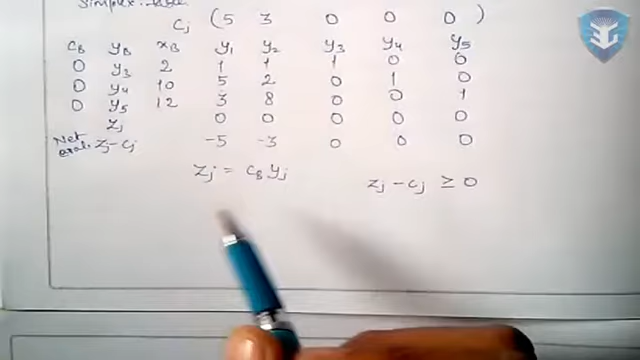 Simplex table
Cj (5 3 0 0 0)
CB yB xB y1 y2 y3 y4 y5
0 y3 2 1 1 1 0 0
0 y4 10 5 2 0 1 0
0 y5 12 3 8 0 0 1
Zj 0 0 0 0 0
Net eval. Zj-Cj -5 -3 0 0 0
Zj = CB yj Zj - Cj ≥ 0